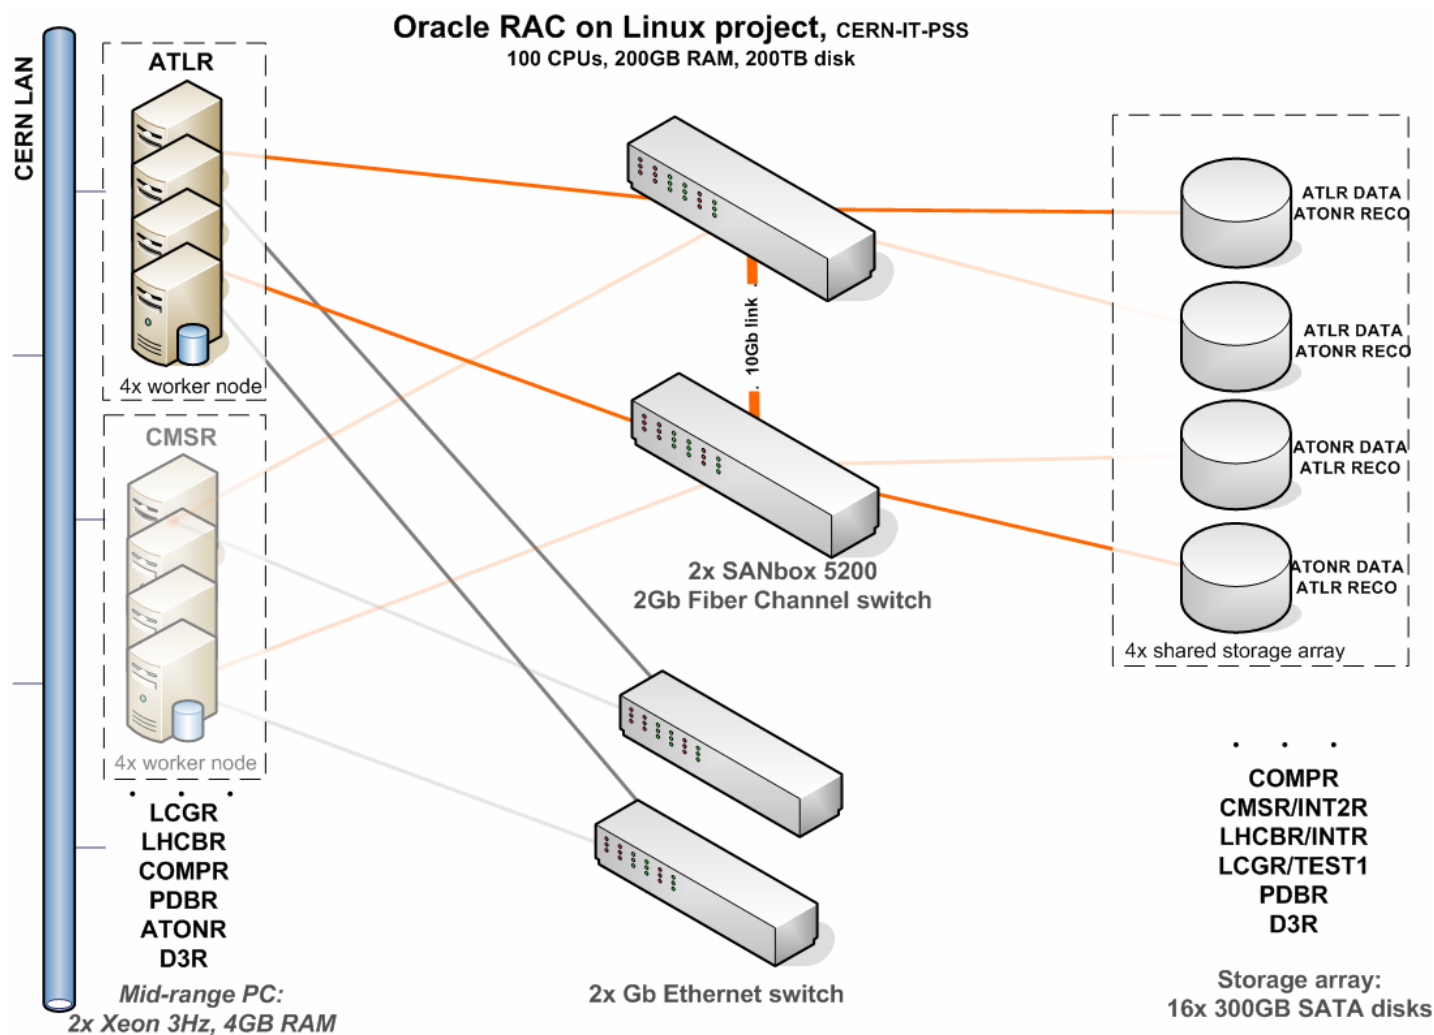 Oracle RAC on Linux project, CERN-IT-PSS
100 CPUs, 200GB RAM, 200TB disk
CERN LAN
ATLR
4x worker node
CMSR
4x worker node
. . .
LCGR
LHCBR
COMPR
PDBR
ATONR
D3R
Mid-range PC:
2x Xeon 3Hz, 4GB RAM
10Gb link
2x SANbox 5200
2Gb Fiber Channel switch
2x Gb Ethernet switch
ATLR DATA
ATONR RECO
ATLR DATA
ATONR RECO
ATONR DATA
ATLR RECO
ATONR DATA
ATLR RECO
4x shared storage array
. . .
COMPR
CMSR/INT2R
LHCBR/INTR
LCGR/TEST1
PDBR
D3R
Storage array:
16x 300GB SATA disks